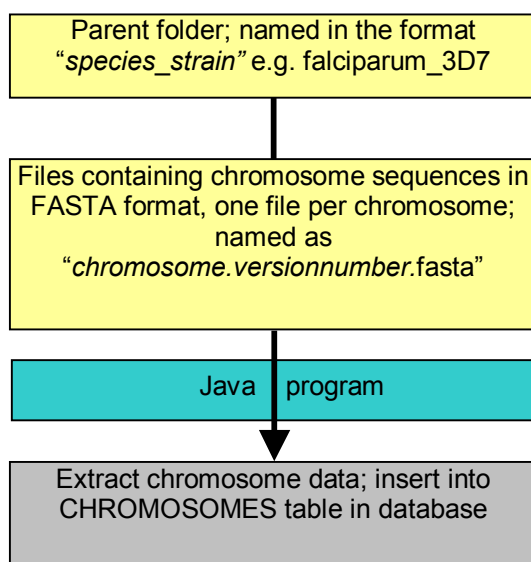 Parent folder; named in the format
“species_strain” e.g. falciparum_3D7
Files containing chromosome sequences in
FASTA format, one file per chromosome;
named as
“chromosome.versionnumber.fasta”
Java program
Extract chromosome data; insert into
CHROMOSOMES table in database